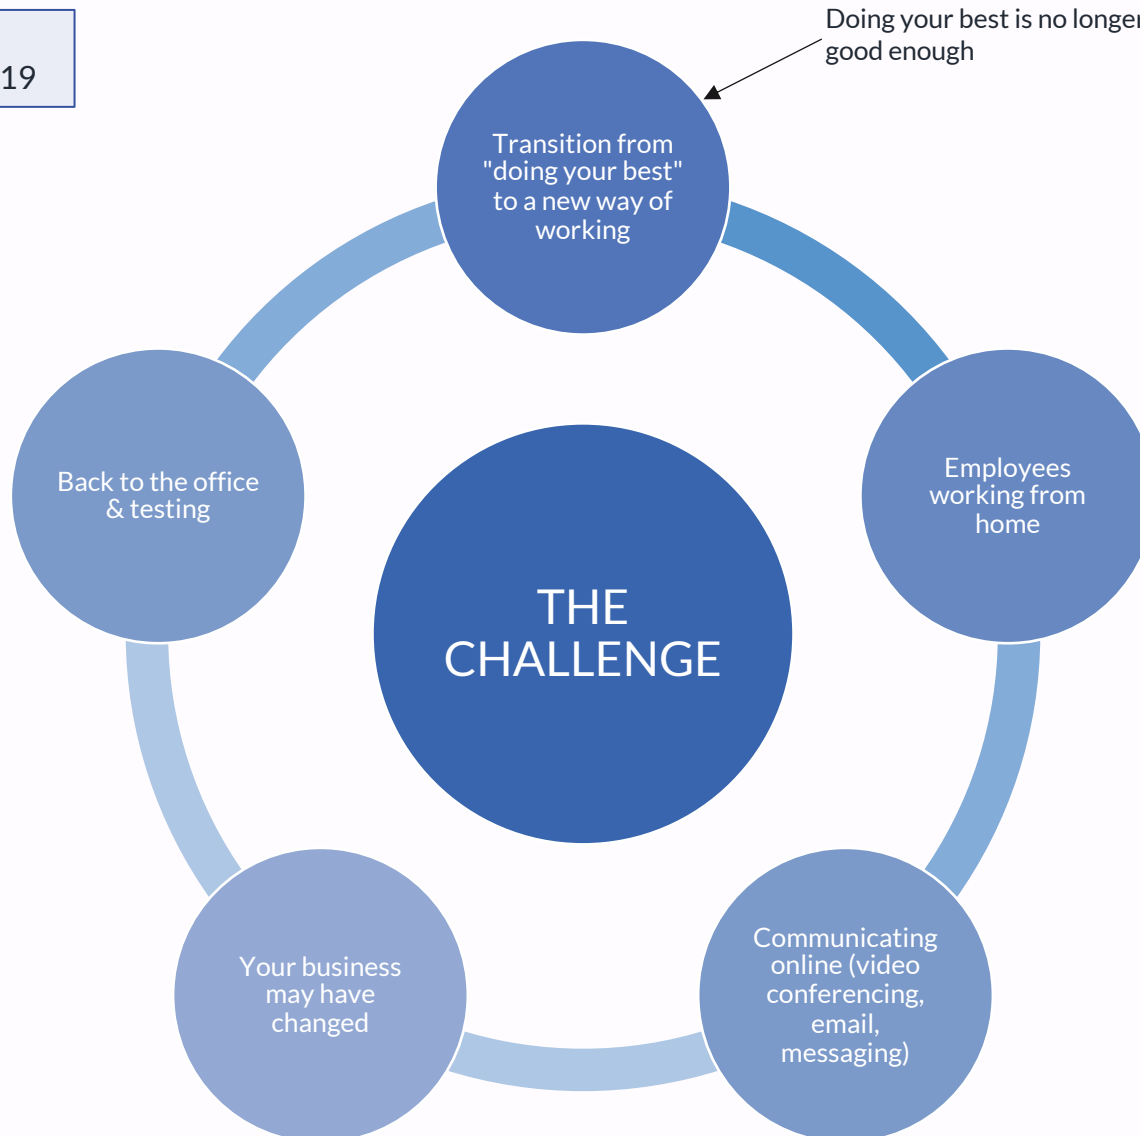 19
Doing your best is no longer
good enough
Transition from
"doing your best"
to a new way of
working
Employees
working from
home
Communicating
online (video
conferencing,
email,
messaging)
Your business
may have
changed
Back to the office
& testing
THE
CHALLENGE